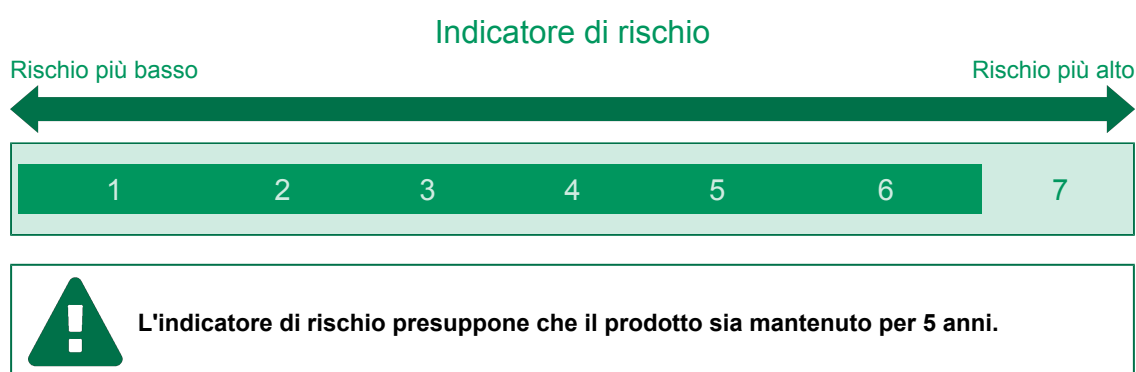 Indicatore di rischio
Rischio più basso Rischio più alto
1 2 3 4 5 6 7
L'indicatore di rischio presuppone che il prodotto sia mantenuto per 5 anni.